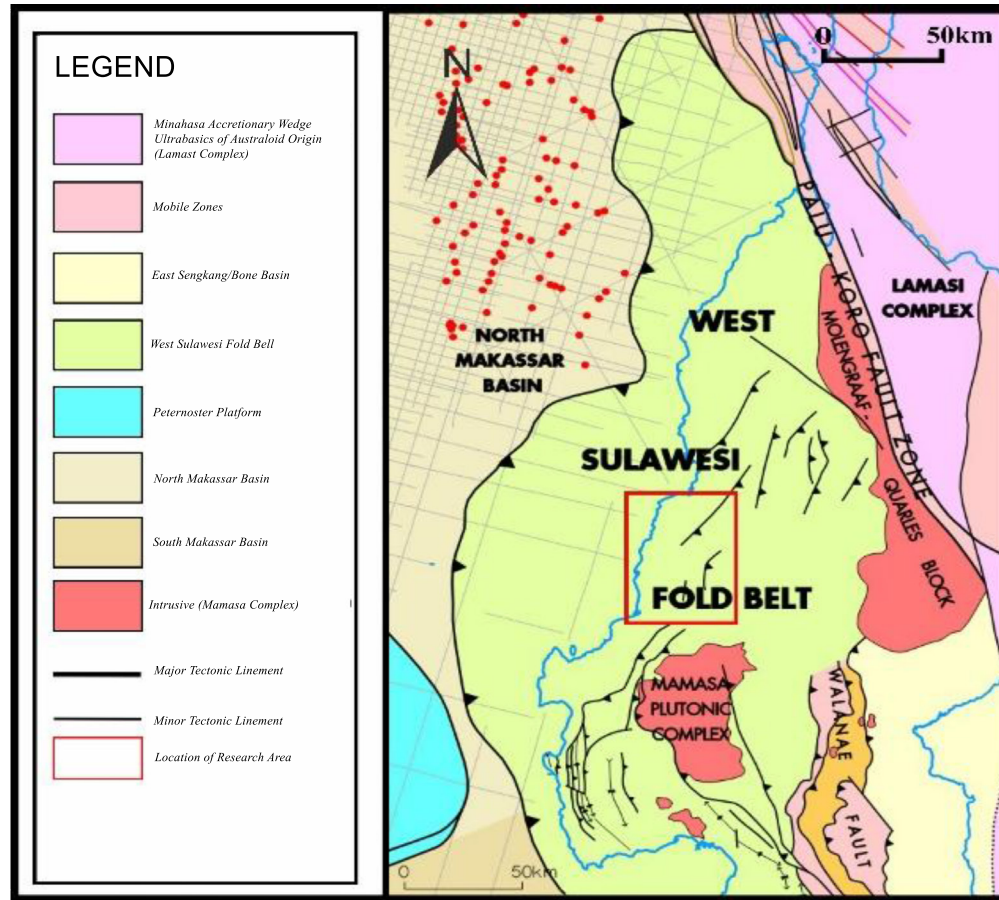 LEGEND
Minahasa Accretionary Wedge
Ultrabasics of Australoid Origin
(Lamast Complex)
Mobile Zones
East Sengkang/Bone Basin
West Sulawesi Fold Bell
Peternoster Platform
North Makassar Basin
South Makassar Basin
Intrusive (Mamasa Complex)
Major Tectonic Linement
Minor Tectonic Linement
Location of Research Area
N
0 50km
PALU - KORO FAULT ZONE
LAMASI
COMPLEX
MOLENGRAAF -
QUARLES BLOCK
WEST
NORTH
MAKASSAR
BASIN
SULAWESI
FOLD BELT
MAMASA
PLUTONIC
COMPLEX
WALANAE
FAULT
0 50km